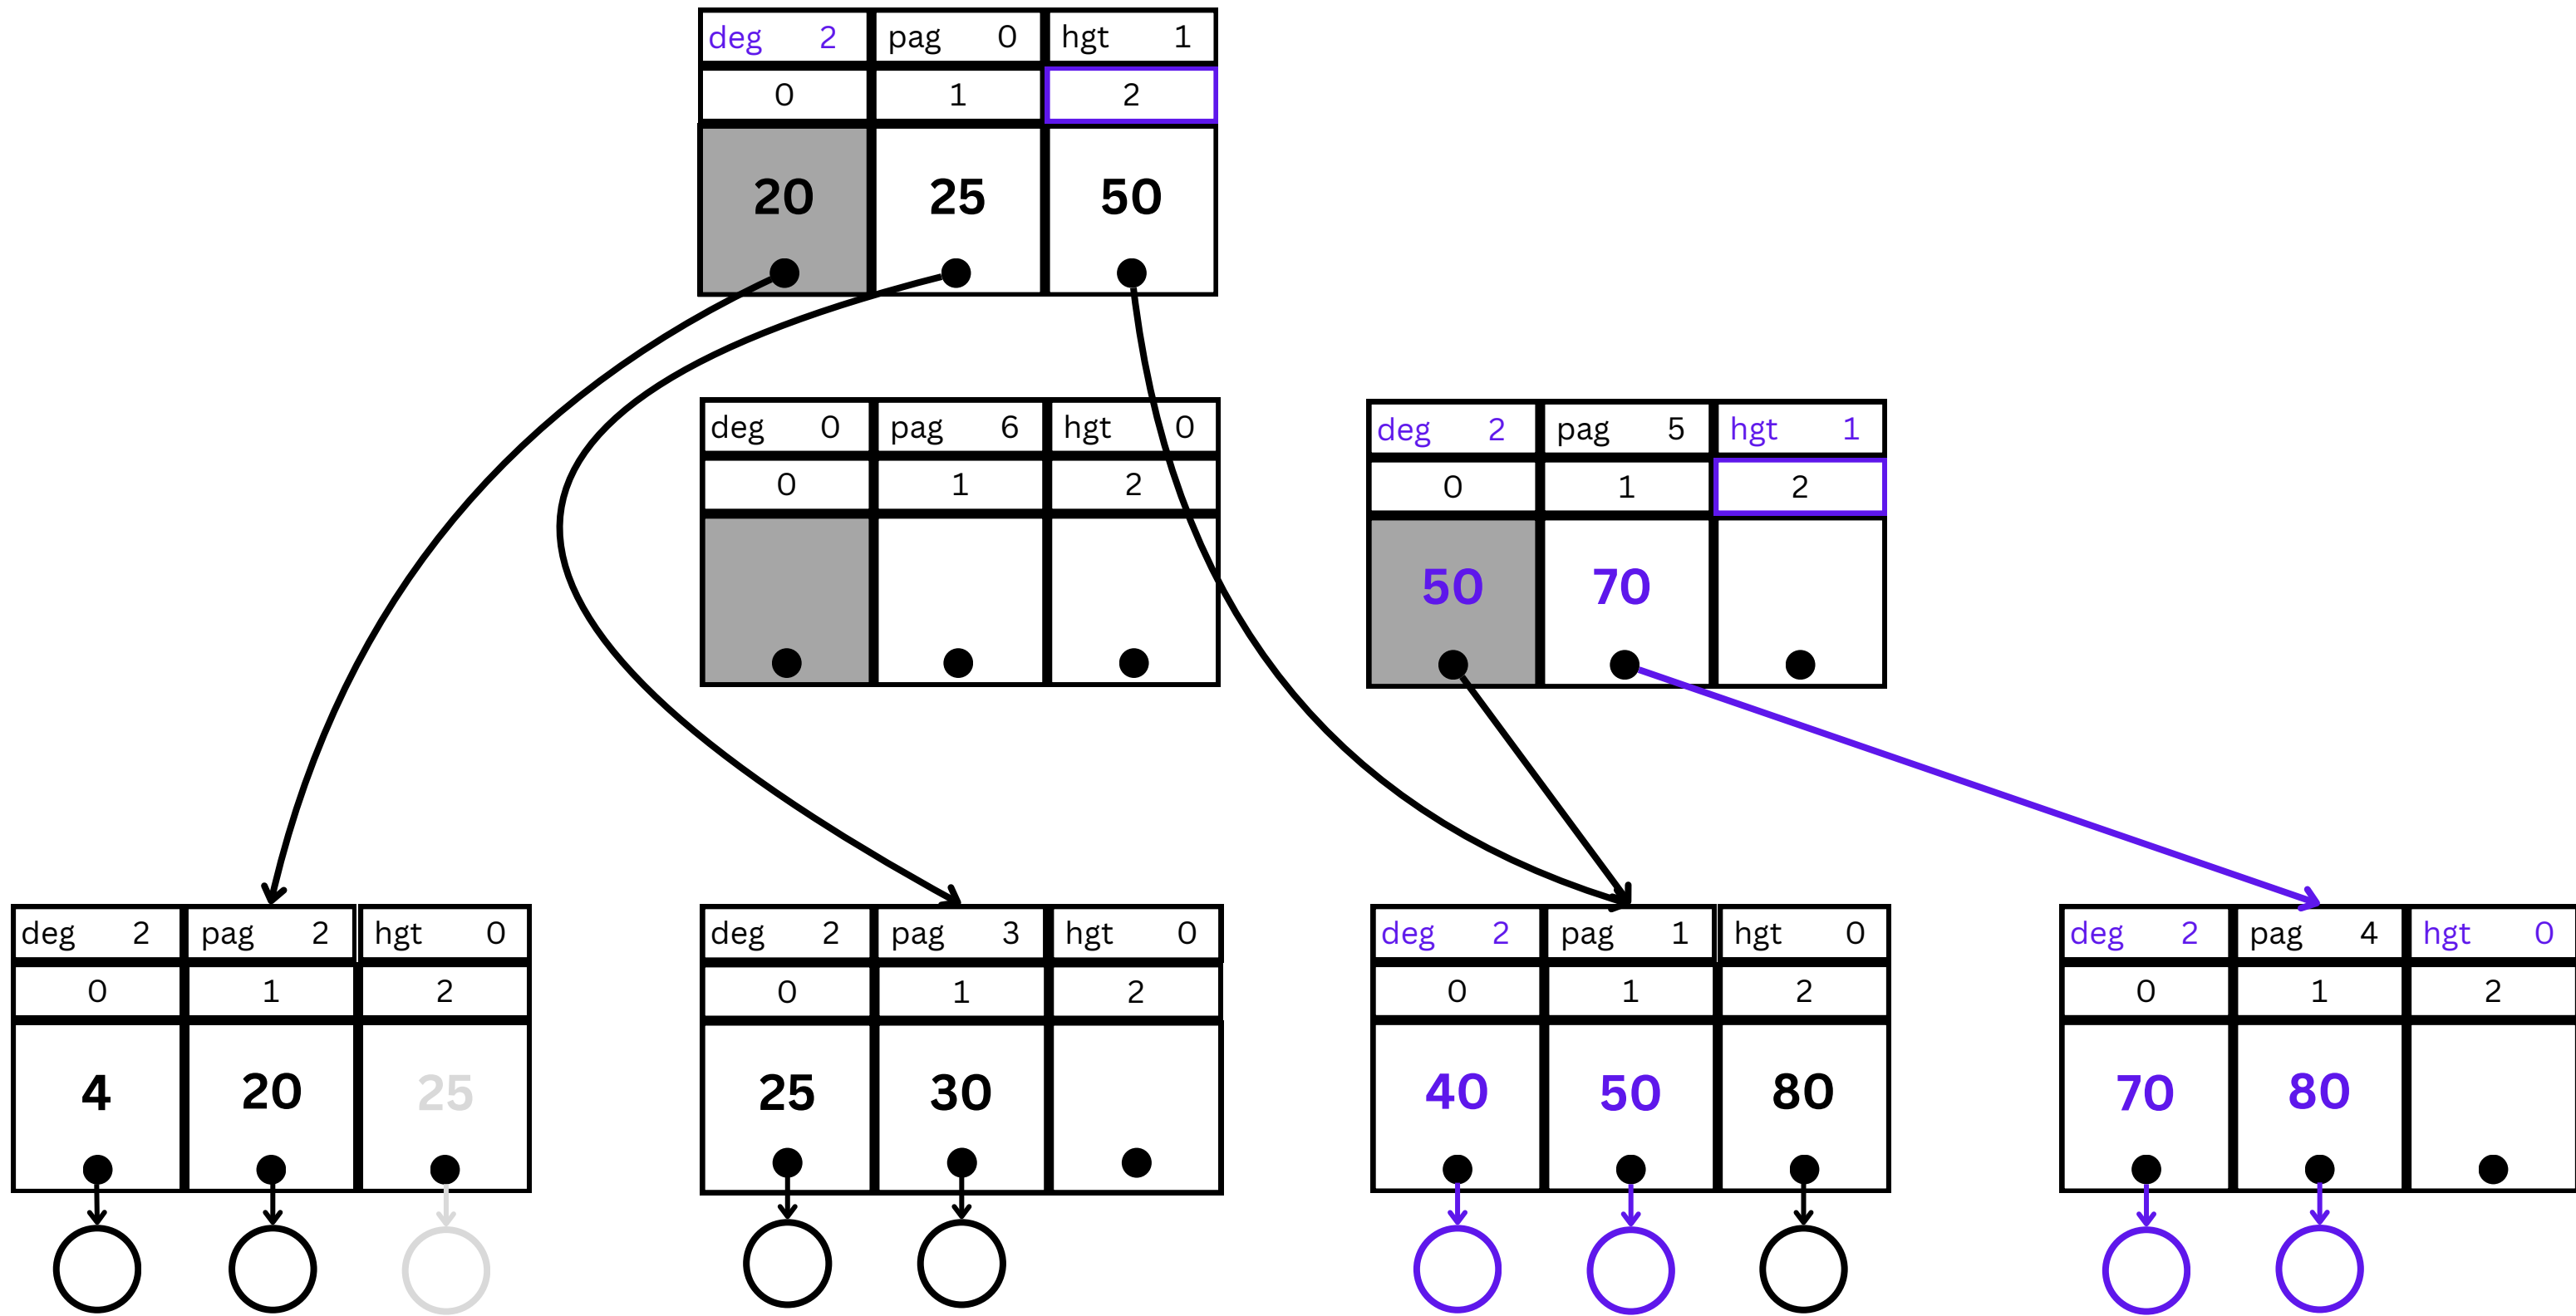 deg 2 pag 0 hgt 1
0 1 2
20 25 50
deg 0 pag 6 hgt 0
0 1 2
deg 2 pag 5 hgt 1
0 1 2
50 70
deg 2 pag 2 hgt 0
0 1 2
4 20 25
deg 2 pag 3 hgt 0
0 1 2
25 30
deg 2 pag 1 hgt 0
0 1 2
40 50 80
deg 2 pag 4 hgt 0
0 1 2
70 80